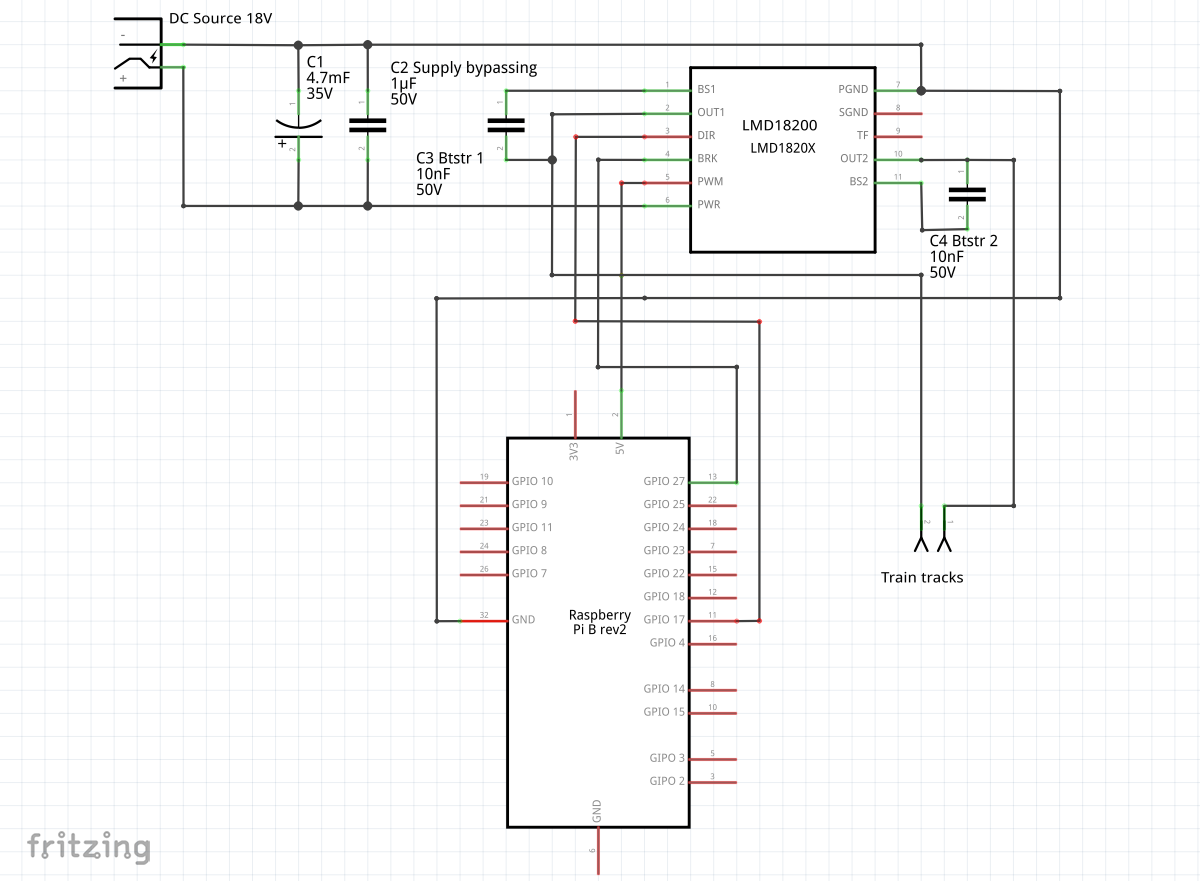 DC Source 18V
-
+
C1
4.7mF
35V
1
2
+
C2 Supply bypassing
1µF
50V
1
2
C3 Btstr 1
10nF
50V
1
2
LMD18200
LMD1820X
1 BS1
2 OUT1
3 DIR
4 BRK
5 PWM
6 PWR
PGND 7
SGND 8
TF 9
OUT2 10
BS2 11
1
2
C4 Btstr 2
10nF
50V
1 3V3
2 5V
19 GPIO 10
21 GPIO 9
23 GPIO 11
24 GPIO 8
26 GPIO 7
32 GND
Raspberry
Pi B rev2
GPIO 27 13
GPIO 25 22
GPIO 24 18
GPIO 23 7
GPIO 22 15
GPIO 18 12
GPIO 17 11
GPIO 4 16
GPIO 14 8
GPIO 15 10
GIPO 3 5
GIPO 2 3
GND
6
2
1
Train tracks
fritzing